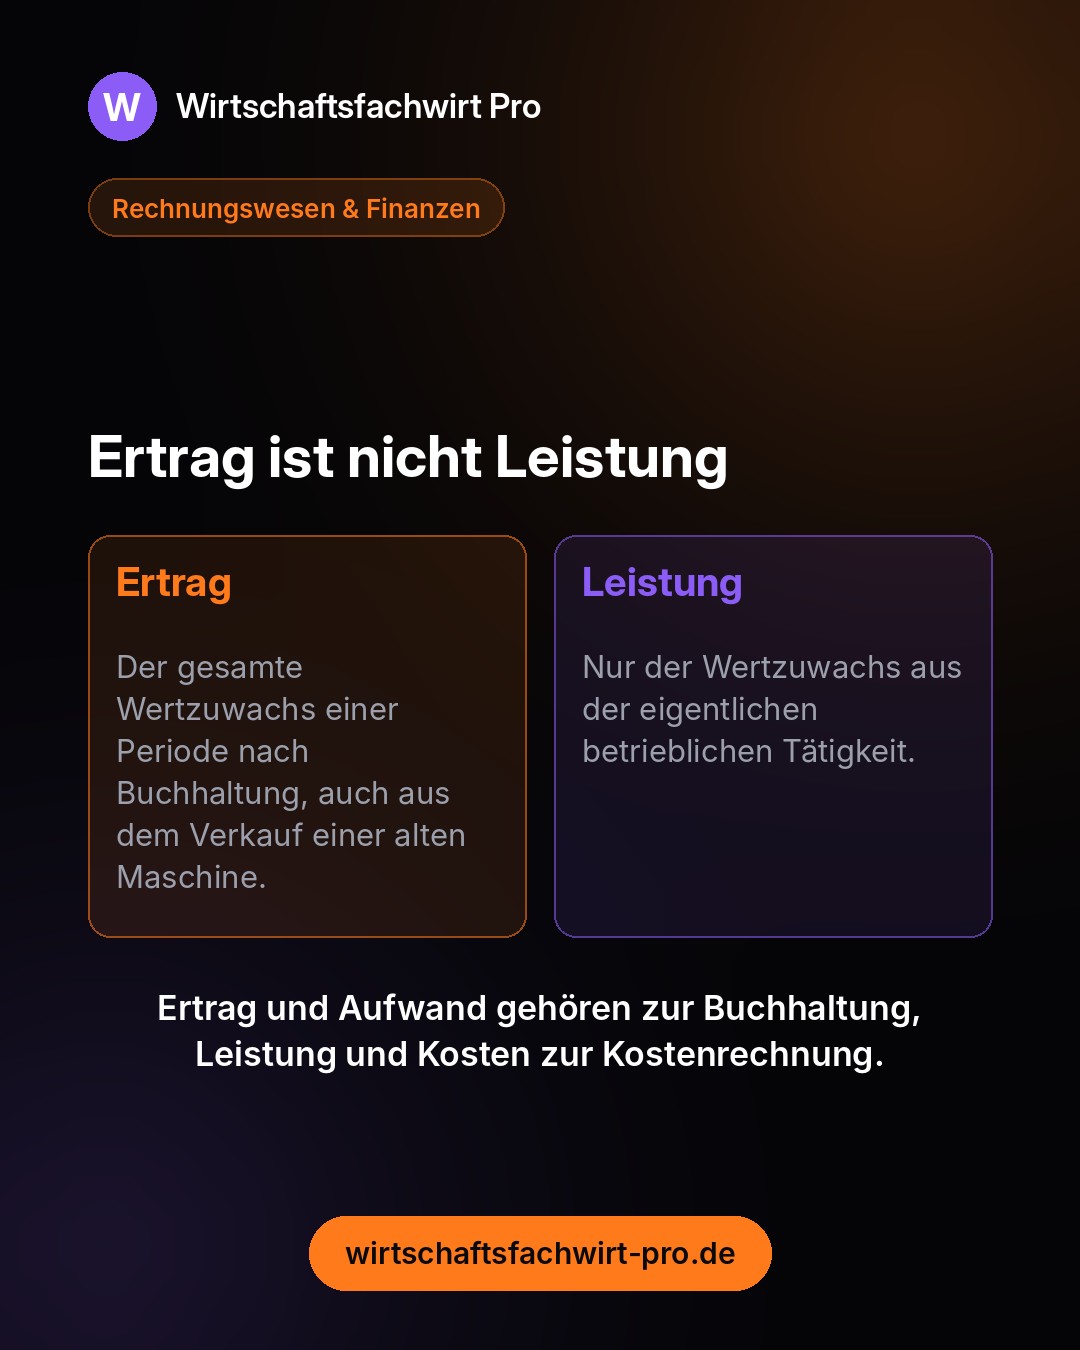 W
Wirtschaftsfachwirt Pro
Rechnungswesen & Finanzen
Ertrag ist nicht Leistung
Ertrag
Der gesamte
Wertzuwachs einer
Periode nach
Buchhaltung, auch aus
dem Verkauf einer alten
Maschine.
Leistung
Nur der Wertzuwachs aus
der eigentlichen
betrieblichen Tätigkeit.
Ertrag und Aufwand gehören zur Buchhaltung,
Leistung und Kosten zur Kostenrechnung.
wirtschaftsfachwirt-pro.de